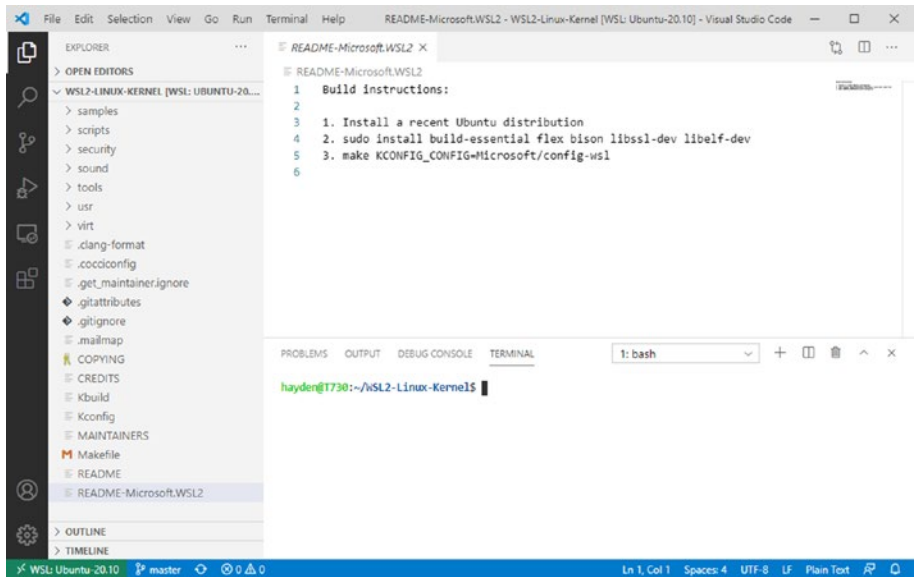 File Edit Selection View Go Run Terminal Help README-Microsoft.WSL2 - WSL2-Linux-Kernel [WSL: Ubuntu-20.10] - Visual Studio Code
EXPLORER
OPEN EDITORS
WSL2-LINUX-KERNEL [WSL: UBUNTU-20....
samples
scripts
security
sound
tools
usr
virt
.clang-format
.cocciconfig
.get_maintainer.ignore
.gitattributes
.gitignore
.mailmap
COPYING
CREDITS
Kbuild
Kconfig
MAINTAINERS
M Makefile
README
README-Microsoft.WSL2
OUTLINE
TIMELINE
README-Microsoft.WSL2
README-Microsoft.WSL2
1 Build instructions:
2
3 1. Install a recent Ubuntu distribution
4 2. sudo install build-essential flex bison libssl-dev libelf-dev
5 3. make KCONFIG_CONFIG=Microsoft/config-wsl
6
PROBLEMS OUTPUT DEBUG CONSOLE TERMINAL 1: bash
hayden@T730:~/WSL2-Linux-Kernel$
WSL: Ubuntu-20.10 master 0 0 Ln 1, Col 1 Spaces: 4 UTF-8 LF Plain Text